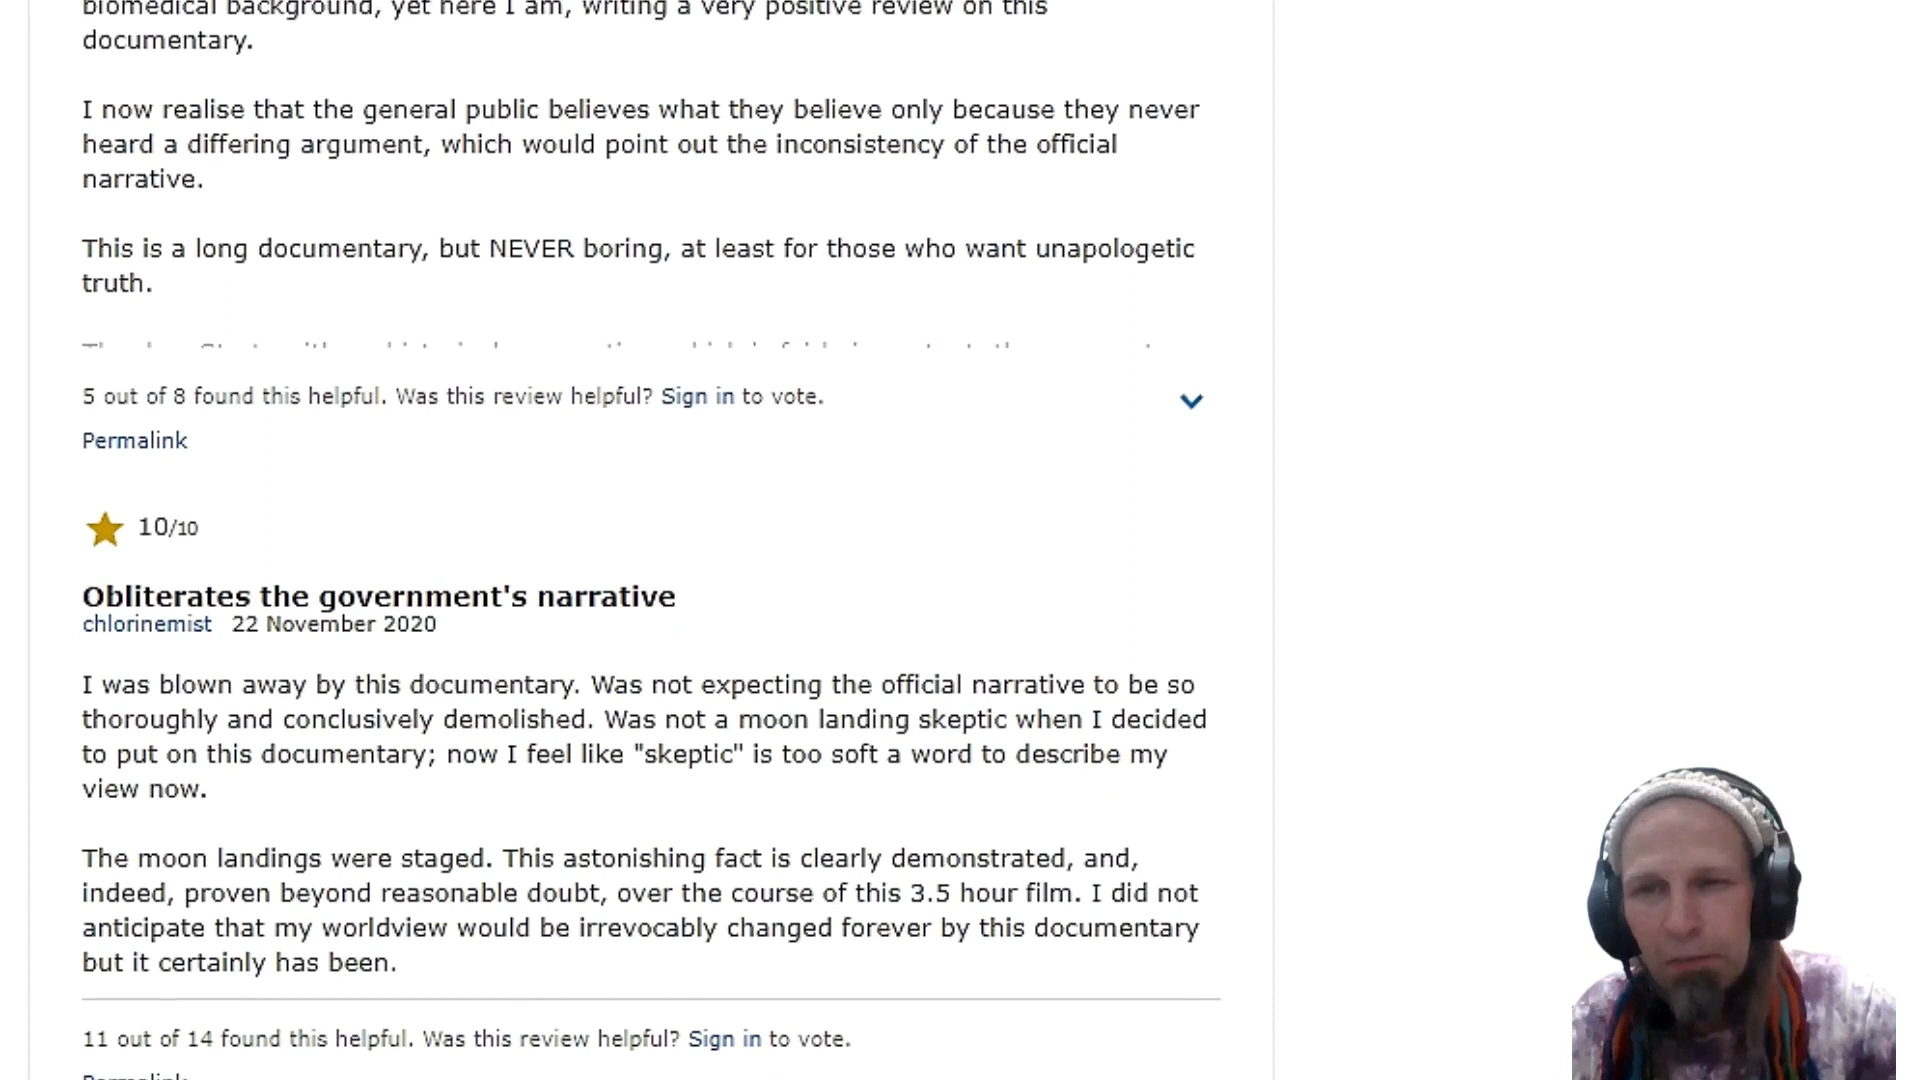 biomedical background, yet here I am, writing a very positive review on this
documentary.
I now realise that the general public believes what they believe only because they never
heard a differing argument, which would point out the inconsistency of the official
narrative.
This is a long documentary, but NEVER boring, at least for those who want unapologetic
truth.
5 out of 8 found this helpful. Was this review helpful? Sign in to vote.
Permalink
10/10
Obliterates the government's narrative
chlorinemist 22 November 2020
I was blown away by this documentary. Was not expecting the official narrative to be so
thoroughly and conclusively demolished. Was not a moon landing skeptic when I decided
to put on this documentary; now I feel like "skeptic" is too soft a word to describe my
view now.
The moon landings were staged. This astonishing fact is clearly demonstrated, and,
indeed, proven beyond reasonable doubt, over the course of this 3.5 hour film. I did not
anticipate that my worldview would be irrevocably changed forever by this documentary
but it certainly has been.
11 out of 14 found this helpful. Was this review helpful? Sign in to vote.
Permalink